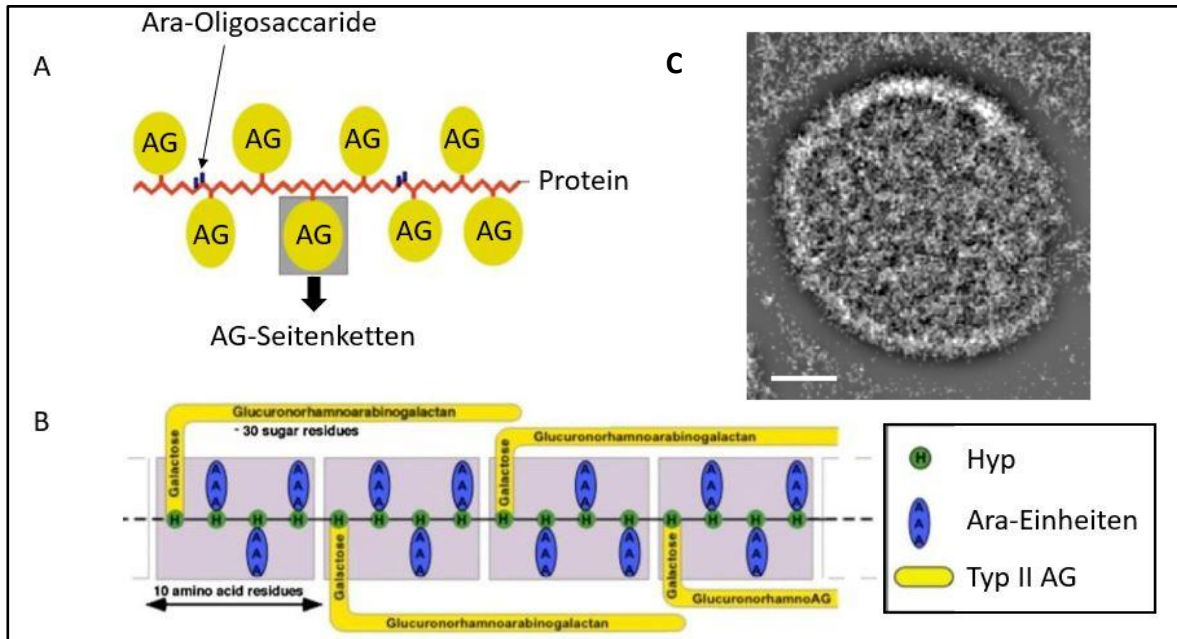 Ara-Oligosaccaride
A
C
AG AG AG AG
Protein
AG AG AG AG
AG-Seitenketten
B
Glucuronorhamnoarabinogalactan
~ 30 sugar residues
Glucuronorhamnoarabinogalactan
Galactose
Galactose
A A A A A A A
A A A A A A A
A A A A A A A
H H H H H H H H H H H H H H H H
A A A A A
A A A A A
A A A A A
Galactose
Galactose
10 amino acid residues
GlucuronorhamnoAG
Glucuronorhamnoarabinogalactan
H Hyp
A
A
A
Ara-Einheiten
Typ II AG